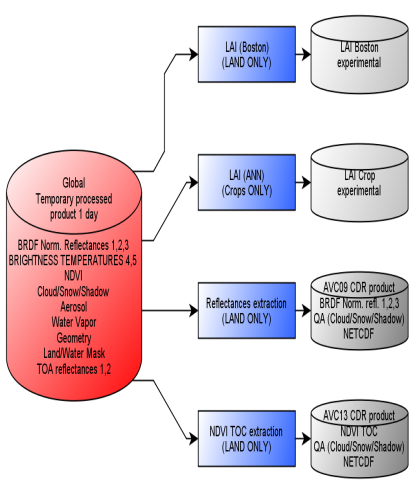 Global
Temporary processed
product 1 day
BRDF Norm. Reflectances 1,2,3
BRIGHTNESS TEMPERATURES 4,5
NDVI
Cloud/Snow/Shadow
Aerosol
Water Vapor
Geometry
Land/Water Mask
TOA reflectances 1,2
LAI (Boston)
(LAND ONLY)
LAI Boston
experimental
LAI (ANN)
(Crops ONLY)
LAI Crop
experimental
Reflectances extraction
(LAND ONLY)
AVC09 CDR product
BRDF Norm. refl. 1,2,3
QA (Cloud/Snow/Shadow)
NETCDF
NDVI TOC extraction
(LAND ONLY)
AVC13 CDR product
NDVI TOC
QA (Cloud/Snow/Shadow)
NETCDF